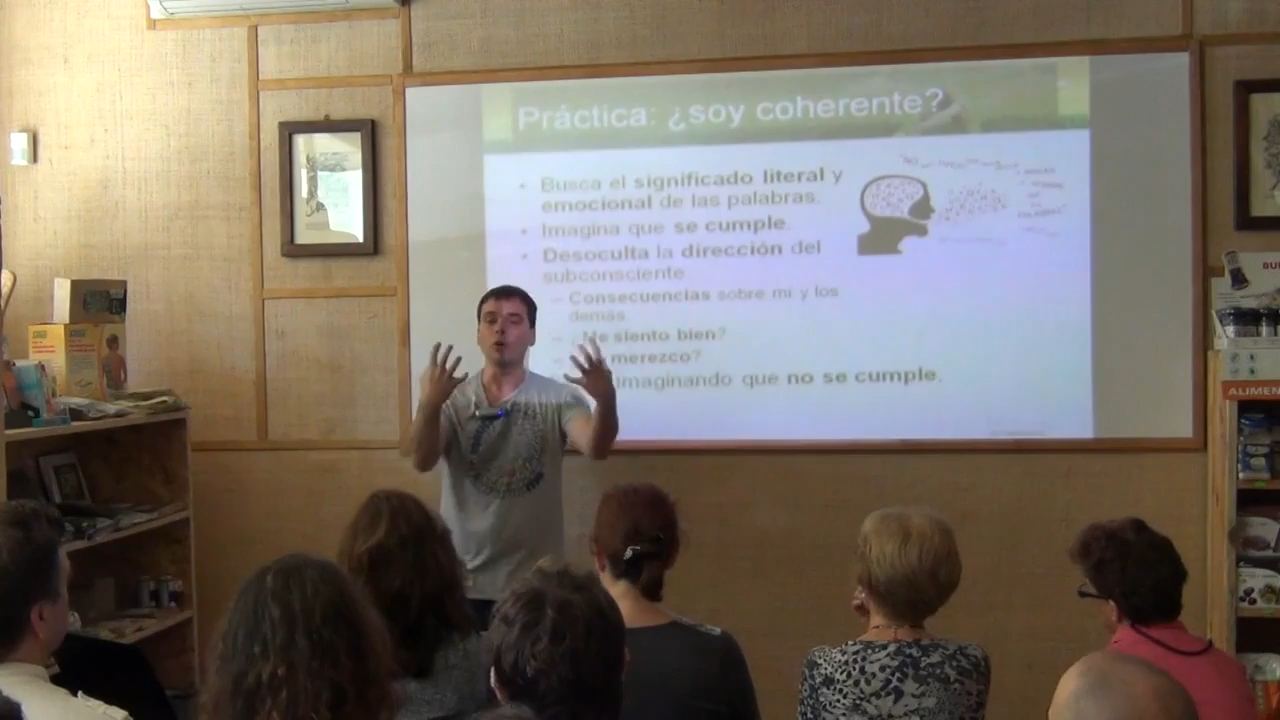 Práctica: ¿soy coherente?
• Busca el significado literal y
emocional de las palabras.
• Imagina que se cumple.
• Desoculta la dirección del
subconsciente
– Consecuencias sobre mi y los
demás.
– ¿Me siento bien?
merezco?
imaginando que no se cumple.
ALIMEN